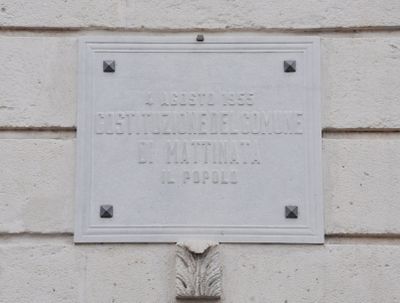 4 AGOSTO 1955
COSTITUZIONE DEL COMUNE
DI MATTINATA
IL POPOLO